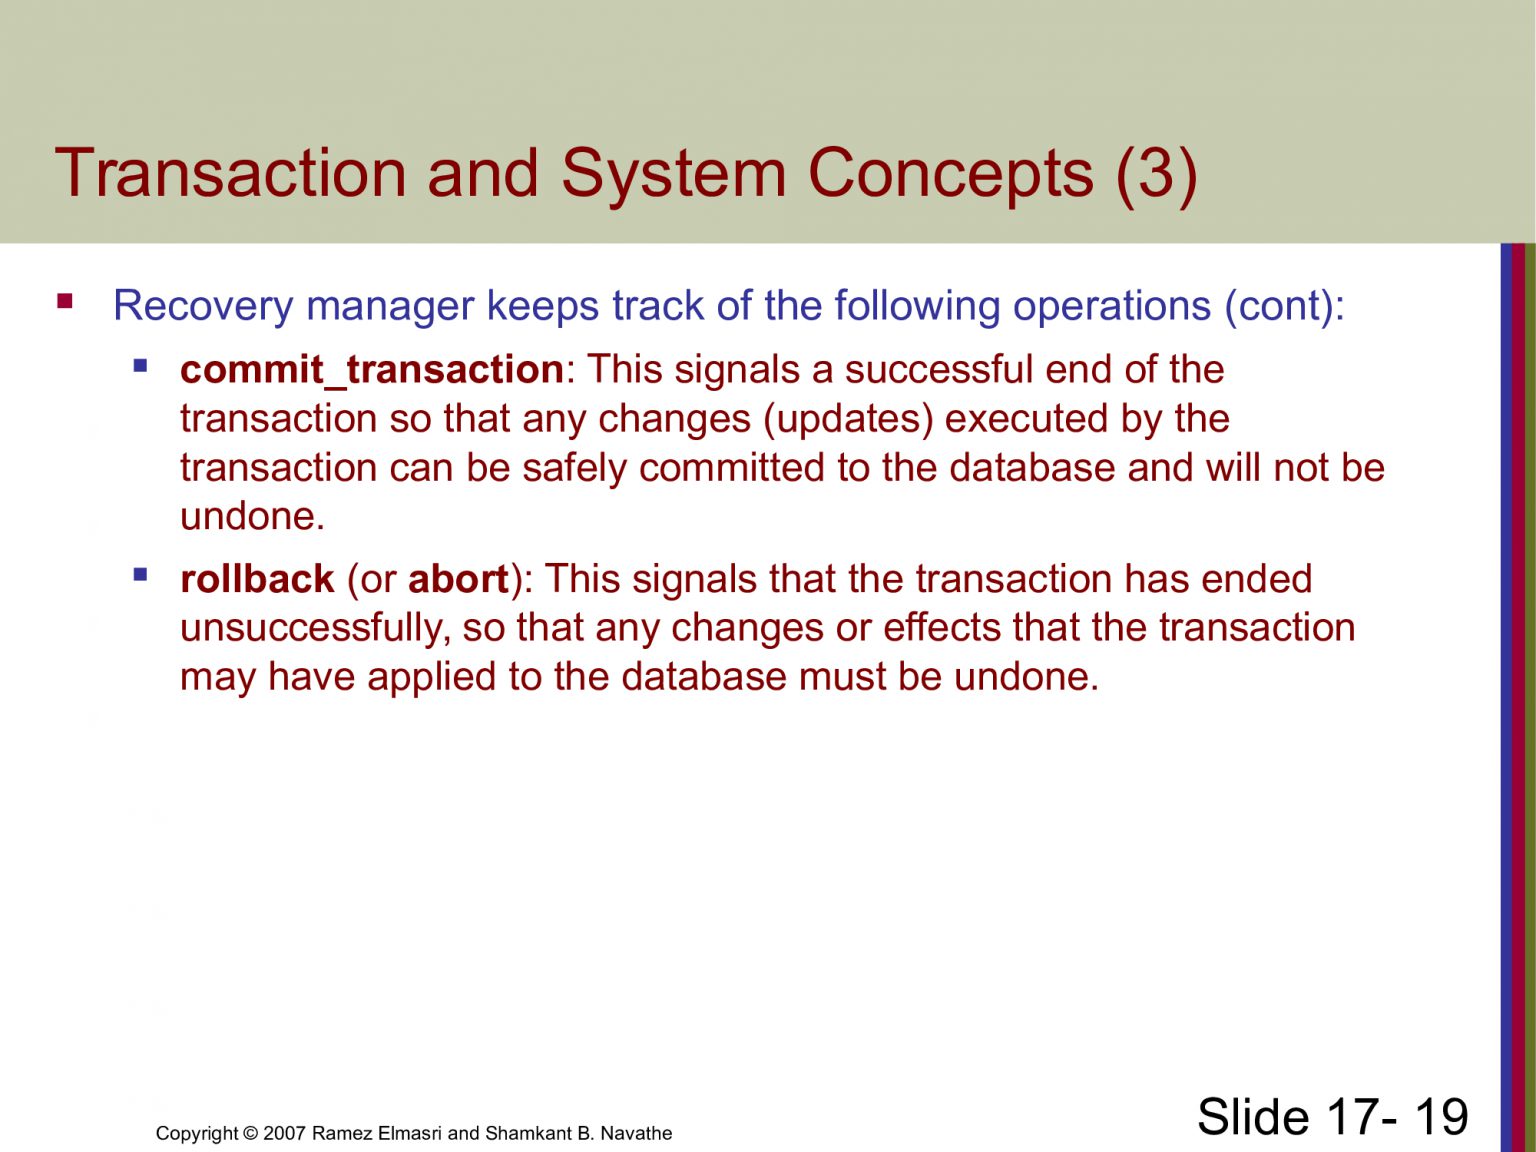 Transaction and System Concepts (3)
Recovery manager keeps track of the following operations (cont):
commit_transaction: This signals a successful end of the
transaction so that any changes (updates) executed by the
transaction can be safely committed to the database and will not be
undone.
rollback (or abort): This signals that the transaction has ended
unsuccessfully, so that any changes or effects that the transaction
may have applied to the database must be undone.
Copyright © 2007 Ramez Elmasri and Shamkant B. Navathe
Slide 17- 19